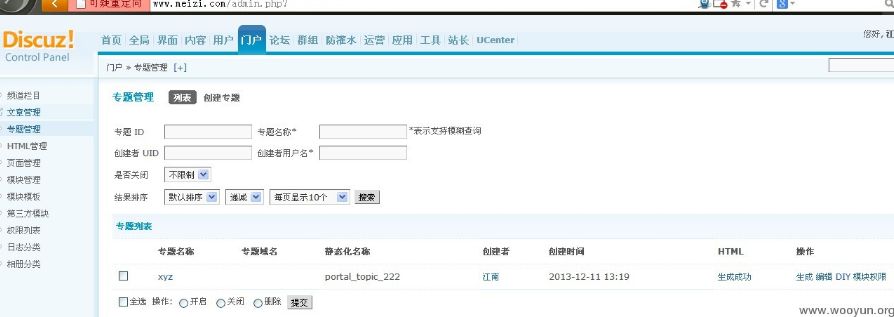 可疑重定向 www.meizi.com/admin.php?
Discuz!
Control Panel
首页 全局 界面 内容 用户 门户 论坛 群组 防灌水 运营 应用 工具 站长 UCenter
您好,
门户 » 专题管理 [+]
频道栏目
文章管理
专题管理
HTML管理
页面管理
模块管理
模块模板
第三方模块
权限列表
日志分类
相册分类
专题管理 列表 创建专题
专题 ID 专题名称* *表示支持模糊查询
创建者 UID 创建者用户名*
是否关闭 不限制
结果排序 默认排序 递减 每页显示10个 搜索
专题列表
专题名称 专题域名 静态化名称 创建者 创建时间 HTML 操作
xyz portal_topic_222 江南 2013-12-11 13:19 生成成功 生成 编辑 DIY 模块权限
全选 操作: 开启 关闭 删除 提交
www.wooyun.org